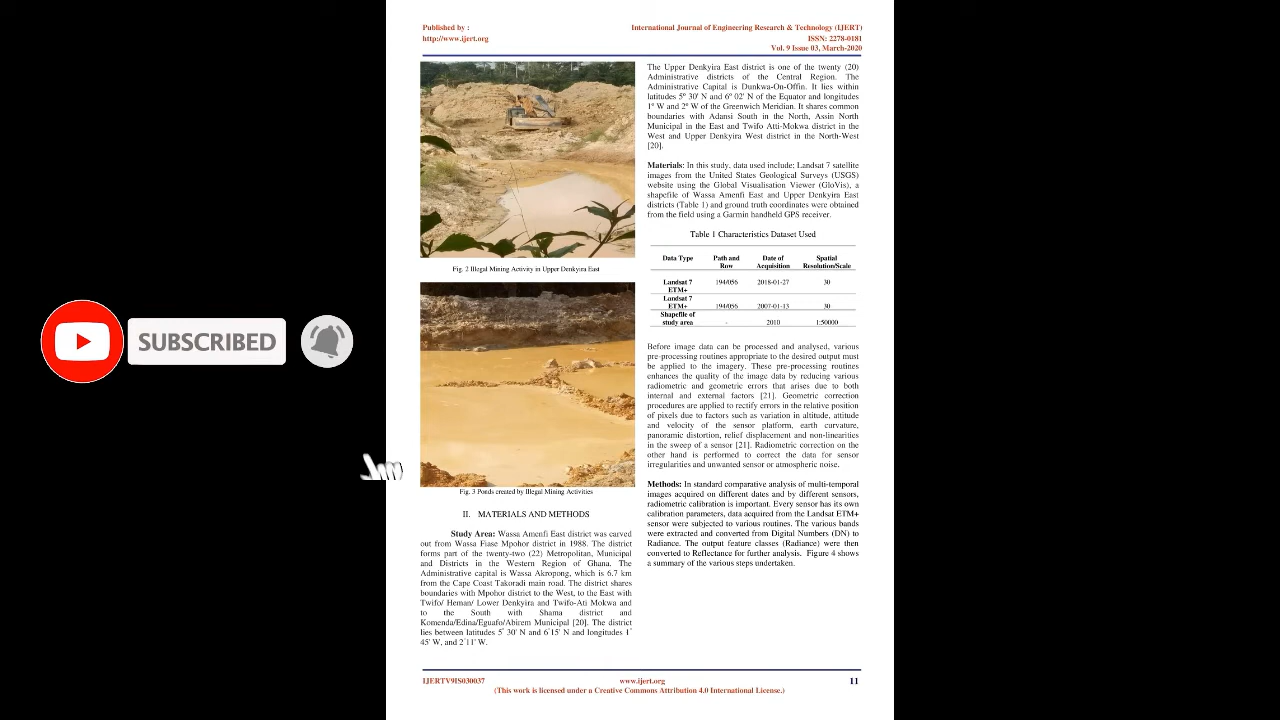 Published by :
http://www.ijert.org
International Journal of Engineering Research & Technology (IJERT)
ISSN: 2278-0181
Vol. 9 Issue 03, March-2020
Fig. 2 Illegal Mining Activity in Upper Denkyira East
Fig. 3 Ponds created by Illegal Mining Activities
II. MATERIALS AND METHODS
Study Area: Wassa Amenfi East district was carved
out from Wassa Fiase Mpohor district in 1988. The district
forms part of the twenty-two (22) Metropolitan, Municipal
and Districts in the Western Region of Ghana. The
Administrative capital is Wassa Akropong, which is 6.7 km
from the Cape Coast Takoradi main road. The district shares
boundaries with Mpohor district to the West, to the East with
Twifo/ Heman/ Lower Denkyira and Twifo-Ati Mokwa and
to the South with Shama district and
Komenda/Edina/Eguafo/Abirem Municipal [20]. The district
lies between latitudes 5° 30' N and 6°15' N and longitudes 1°
45' W, and 2°11' W.
The Upper Denkyira East district is one of the twenty (20)
Administrative districts of the Central Region. The
Administrative Capital is Dunkwa-On-Offin. It lies within
latitudes 5º 30' N and 6º 02' N of the Equator and longitudes
1º W and 2º W of the Greenwich Meridian. It shares common
boundaries with Adansi South in the North, Assin North
Municipal in the East and Twifo Atti-Mokwa district in the
West and Upper Denkyira West district in the North-West
[20].
Materials: In this study, data used include; Landsat 7 satellite
images from the United States Geological Surveys (USGS)
website using the Global Visualisation Viewer (GloVis), a
shapefile of Wassa Amenfi East and Upper Denkyira East
districts (Table 1) and ground truth coordinates were obtained
from the field using a Garmin handheld GPS receiver.
Table 1 Characteristics Dataset Used
Data Type Path and Row Date of Acquisition Spatial Resolution/Scale
Landsat 7 ETM+ 194/056 2018-01-27 30
Landsat 7 ETM+ 194/056 2007-01-13 30
Shapefile of study area - 2010 1:50000
Before image data can be processed and analysed, various
pre-processing routines appropriate to the desired output must
be applied to the imagery. These pre-processing routines
enhances the quality of the image data by reducing various
radiometric and geometric errors that arises due to both
internal and external factors [21]. Geometric correction
procedures are applied to rectify errors in the relative position
of pixels due to factors such as variation in altitude, attitude
and velocity of the sensor platform, earth curvature,
panoramic distortion, relief displacement and non-linearities
in the sweep of a sensor [21]. Radiometric correction on the
other hand is performed to correct the data for sensor
irregularities and unwanted sensor or atmospheric noise.
Methods: In standard comparative analysis of multi-temporal
images acquired on different dates and by different sensors,
radiometric calibration is important. Every sensor has its own
calibration parameters, data acquired from the Landsat ETM+
sensor were subjected to various routines. The various bands
were extracted and converted from Digital Numbers (DN) to
Radiance. The output feature classes (Radiance) were then
converted to Reflectance for further analysis. Figure 4 shows
a summary of the various steps undertaken.
SUBSCRIBED
IJERTV9IS030037
www.ijert.org
11
(This work is licensed under a Creative Commons Attribution 4.0 International License.)